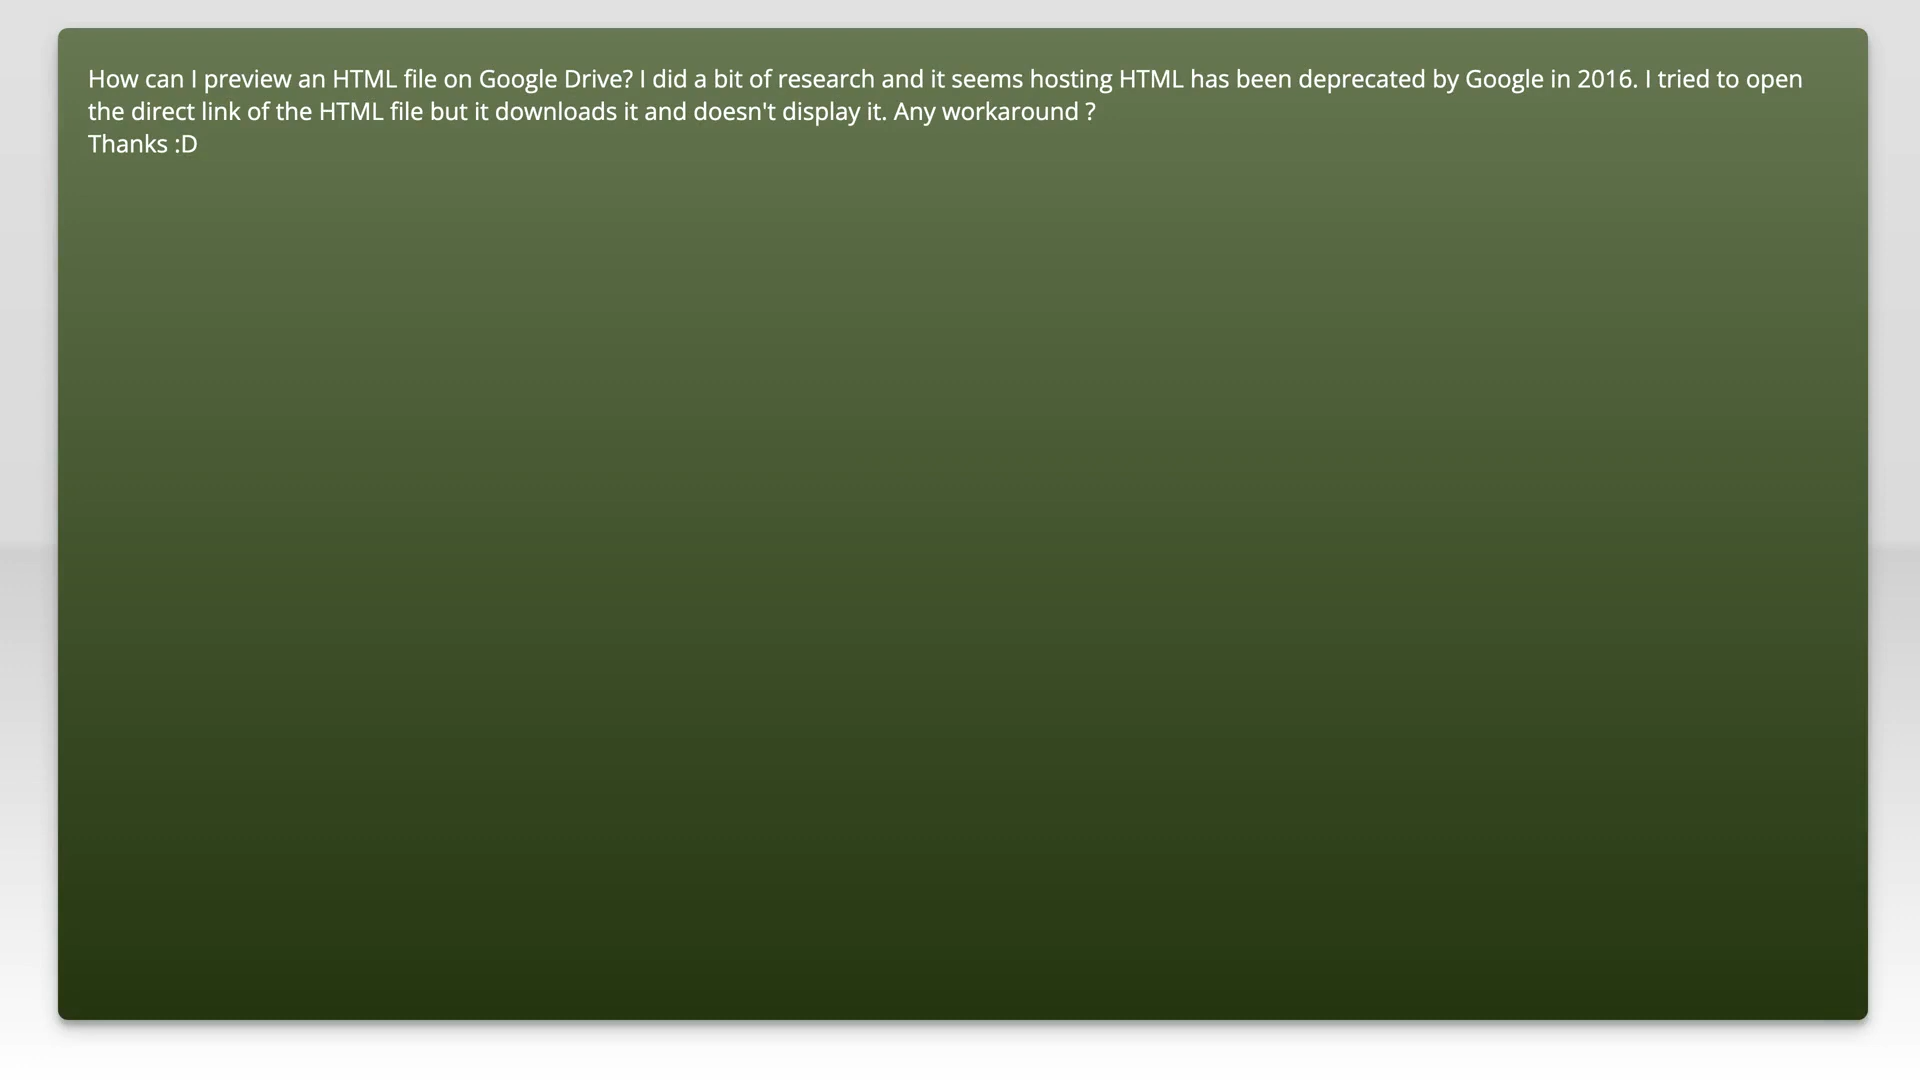 How can I preview an HTML file on Google Drive? I did a bit of research and it seems hosting HTML has been deprecated by Google in 2016. I tried to open
the direct link of the HTML file but it downloads it and doesn't display it. Any workaround ?
Thanks :D